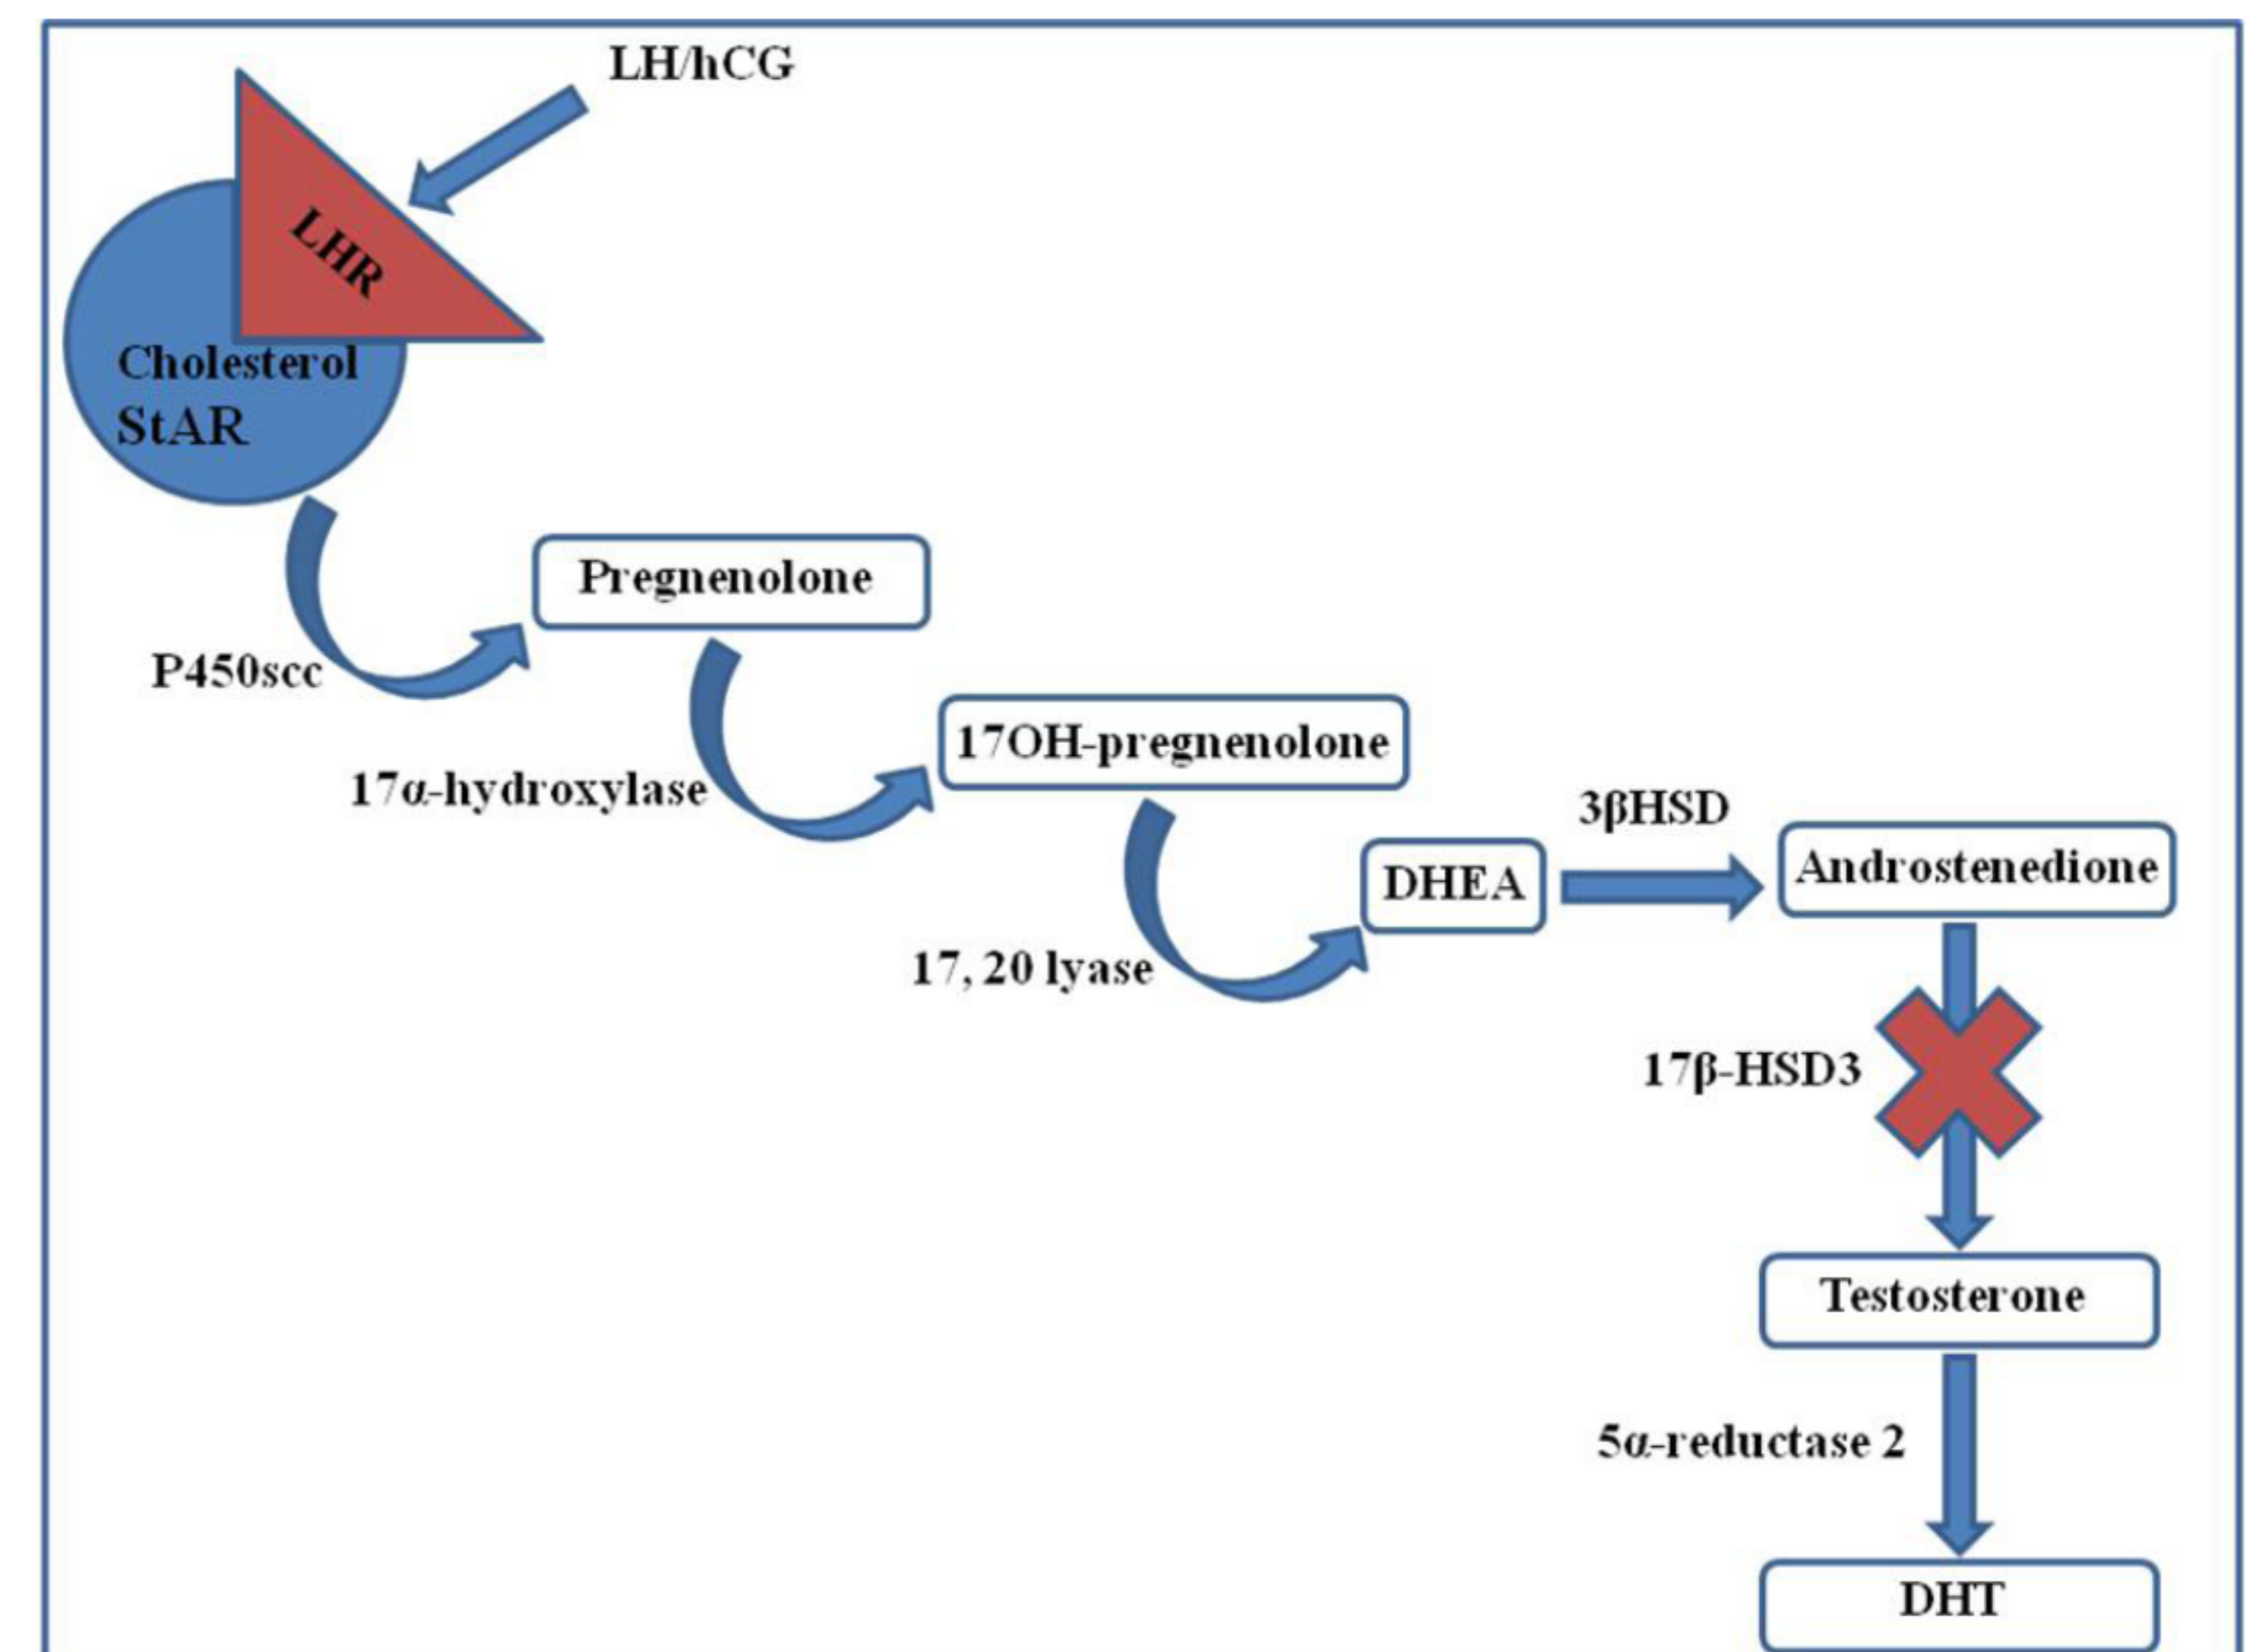 LH/hCG
LHR
Cholesterol
StAR
Pregnenolone
P450scc
17OH-pregnenolone
17α-hydroxylase
3βHSD
DHEA
Androstenedione
17, 20 lyase
17β-HSD3
Testosterone
5α-reductase 2
DHT